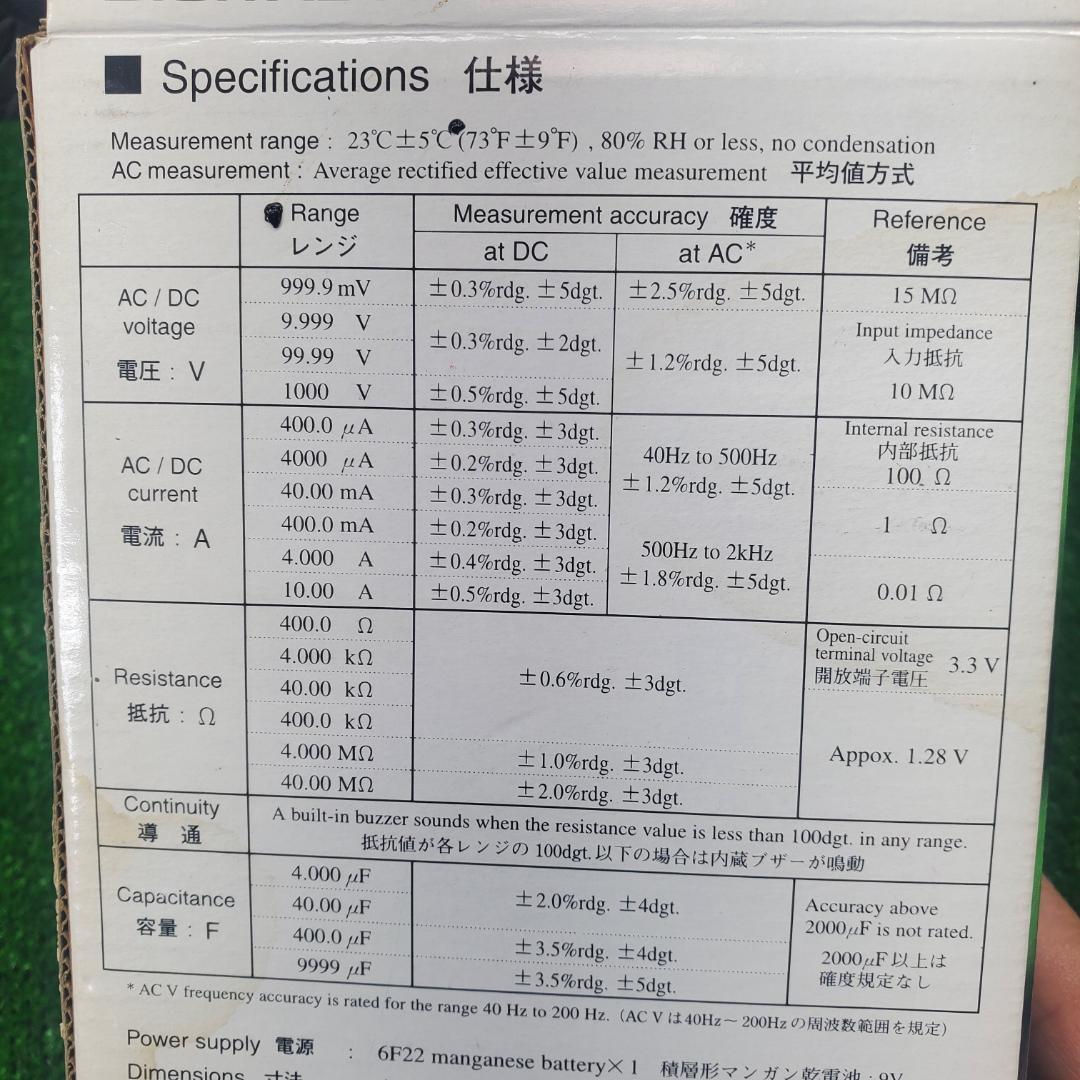 ■ Specifications 仕様
Measurement range : 23℃±5℃ (73℉±9℉) , 80% RH or less, no condensation
AC measurement : Average rectified effective value measurement 平均値方式
Range
レンジ
Measurement accuracy 確度
at DC
at AC*
Reference
備考
AC / DC
voltage
電圧 : V
999.9 mV
9.999 V
99.99 V
1000 V
±0.3%rdg. ±5dgt.
±0.3%rdg. ±2dgt.
±0.5%rdg. ±5dgt.
±2.5%rdg. ±5dgt.
±1.2%rdg. ±5dgt.
15 MΩ
Input impedance
入力抵抗
10 MΩ
AC / DC
current
電流 : A
400.0 μA
4000 μA
40.00 mA
400.0 mA
4.000 A
10.00 A
±0.3%rdg. ±3dgt.
±0.2%rdg. ±3dgt.
±0.3%rdg. ±3dgt.
±0.2%rdg. ±3dgt.
±0.4%rdg. ±3dgt.
±0.5%rdg. ±3dgt.
40Hz to 500Hz
±1.2%rdg. ±5dgt.
500Hz to 2kHz
±1.8%rdg. ±5dgt.
Internal resistance
内部抵抗
100 Ω
1 Ω
0.01 Ω
Resistance
抵抗 : Ω
400.0 Ω
4.000 kΩ
40.00 kΩ
400.0 kΩ
4.000 MΩ
40.00 MΩ
±0.6%rdg. ±3dgt.
±1.0%rdg. ±3dgt.
±2.0%rdg. ±3dgt.
Open-circuit
terminal voltage 3.3 V
開放端子電圧
Appox. 1.28 V
Continuity
導 通
A built-in buzzer sounds when the resistance value is less than 100dgt. in any range.
抵抗値が各レンジの 100dgt. 以下の場合は内蔵ブザーが鳴動
Capacitance
容量 : F
4.000 μF
40.00 μF
400.0 μF
9999 μF
±2.0%rdg. ±4dgt.
±3.5%rdg. ±4dgt.
±3.5%rdg. ±5dgt.
Accuracy above
2000μF is not rated.
2000μF 以上は
確度規定なし
* AC V frequency accuracy is rated for the range 40 Hz to 200 Hz. (AC V は40Hz～200Hzの周波数範囲を規定)
Power supply 電源 : 6F22 manganese battery×1 積層形マンガン乾電池 : 9V
Dimensions 寸法